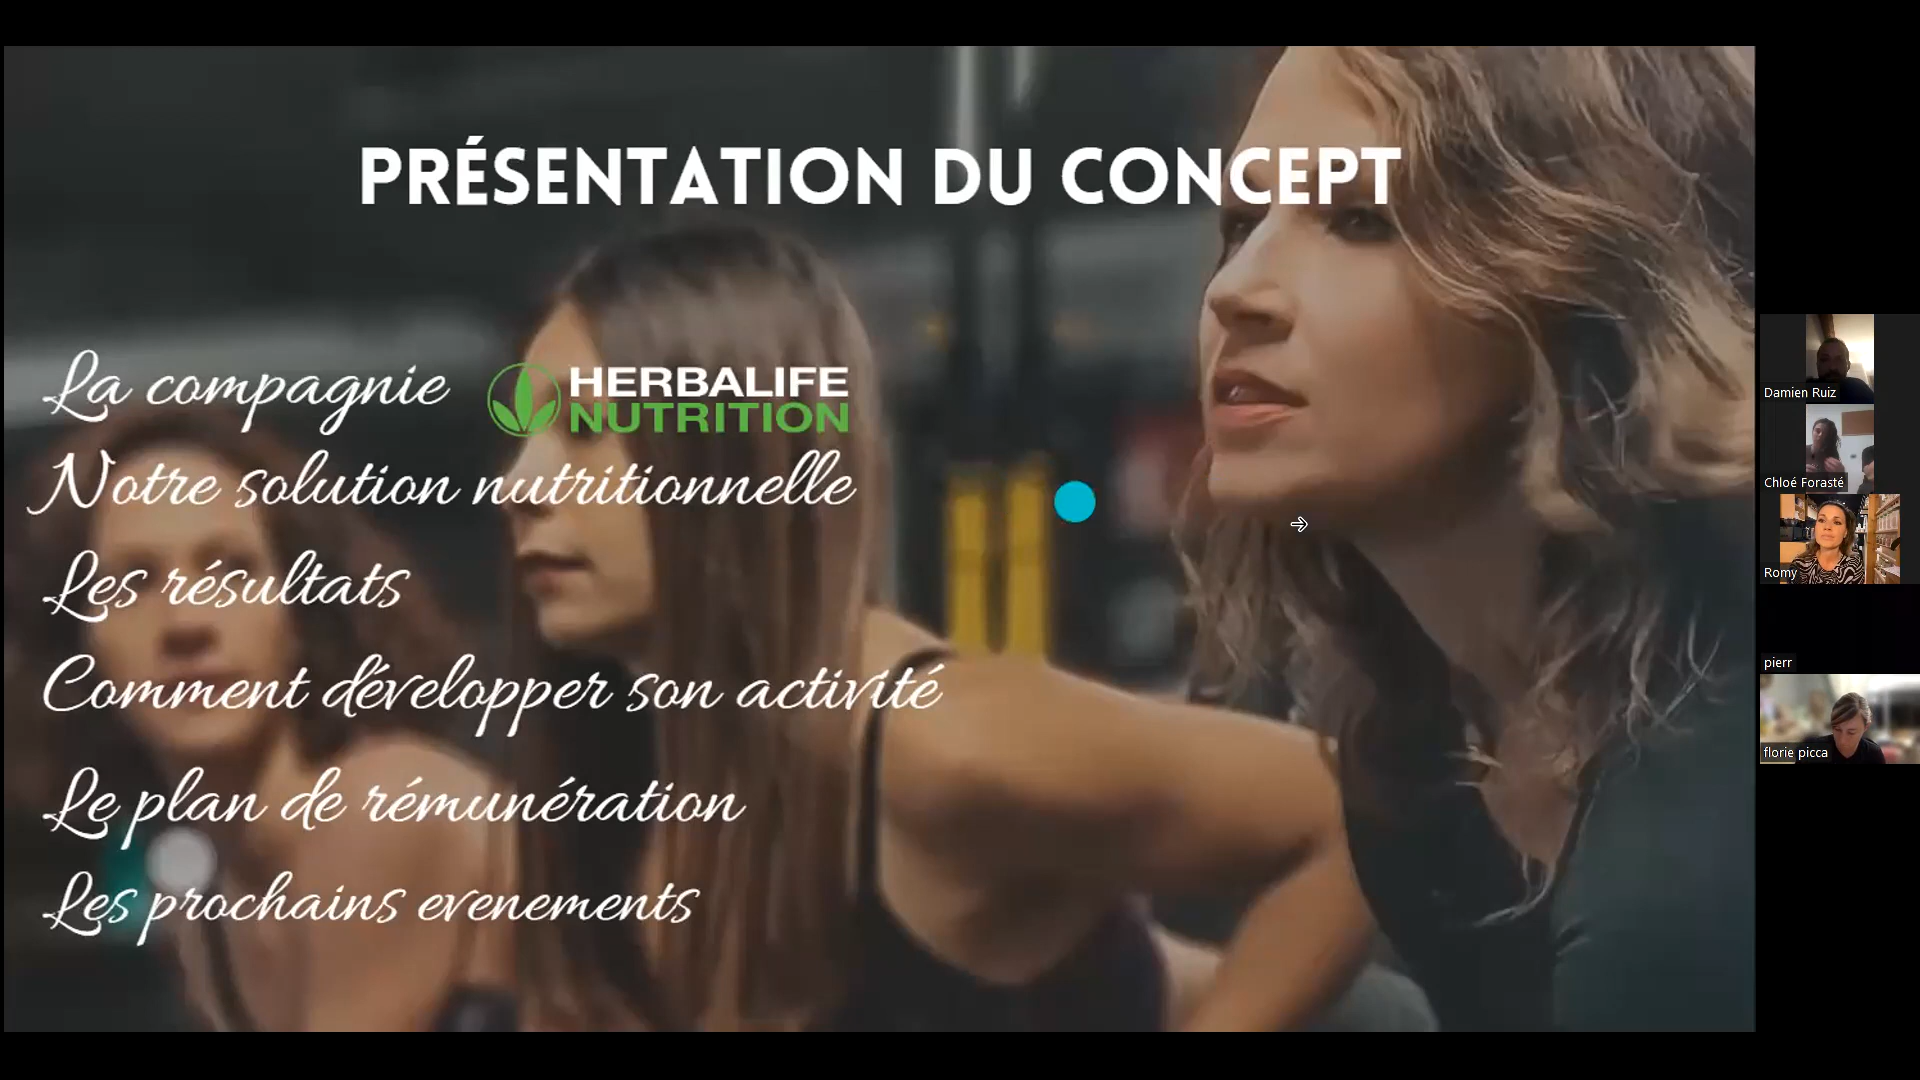 PRÉSENTATION DU CONCEPT
La compagnie HERBALIFE NUTRITION
Notre solution nutritionnelle
Les résultats
Comment développer son activité
Le plan de rémunération
Les prochains evenements
Damien Ruiz
Chloé Forasté
Romy
pierr
florie picca